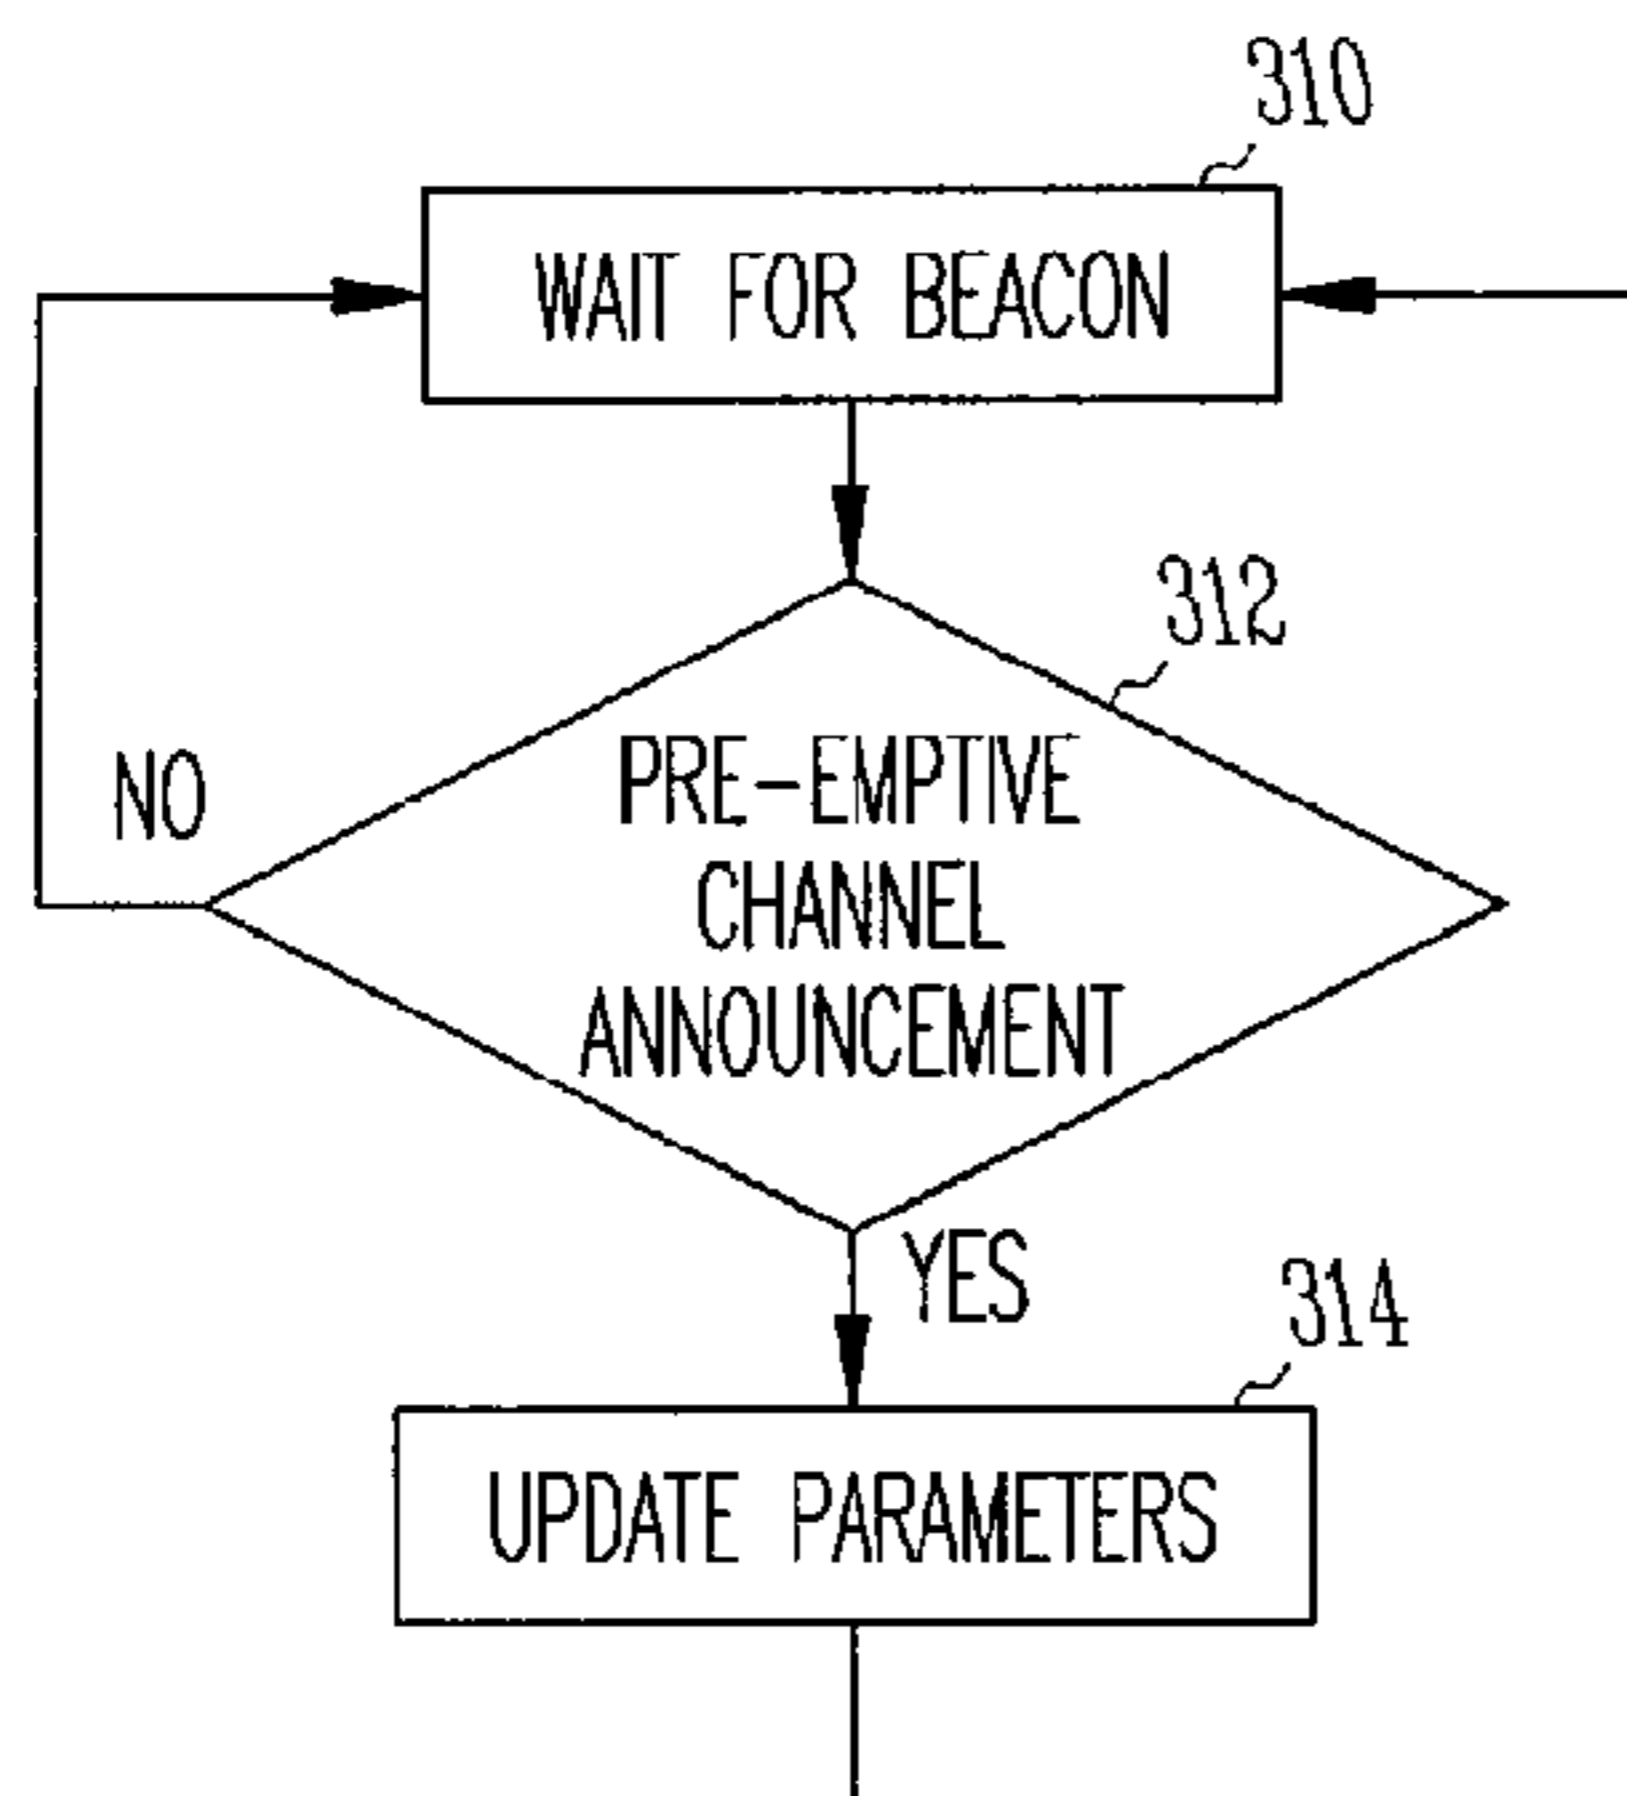 310
WAIT FOR BEACON
312
PRE-EMPTIVE
CHANNEL
ANNOUNCEMENT
NO
YES
314
UPDATE PARAMETERS